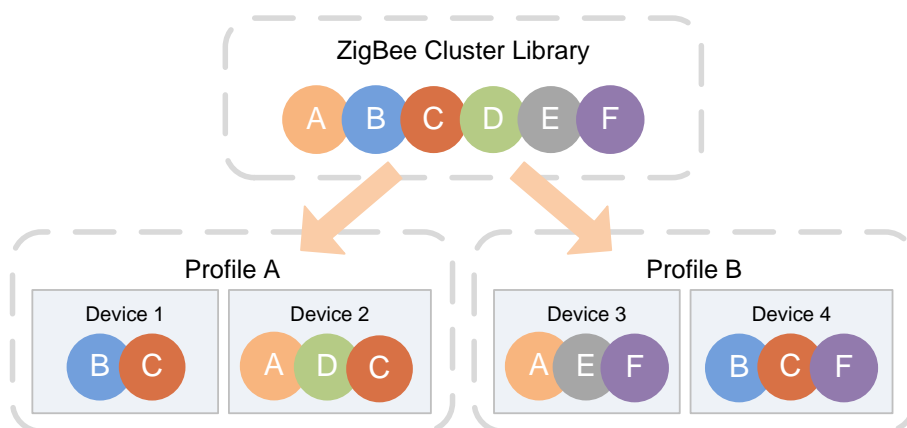 ZigBee Cluster Library
A B C D E F
Profile A
Profile B
Device 1
Device 2
Device 3
Device 4
B C
A D C
A E F
B C F